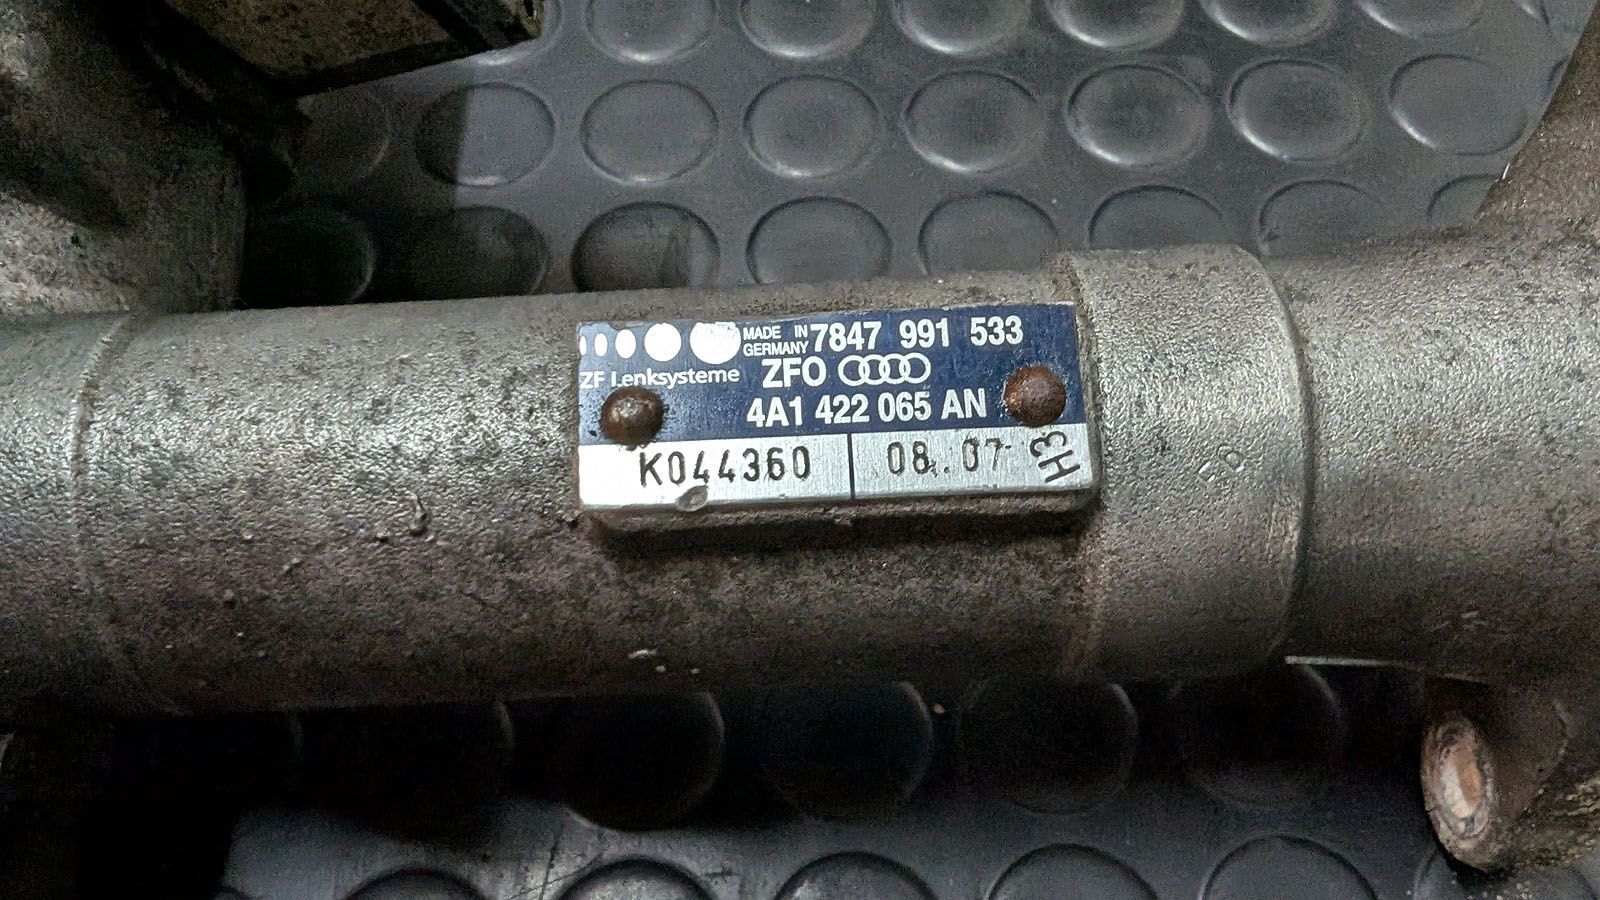 MADE IN 7847 991 533
GERMANY
ZF Lenksysteme ZFO
4A1 422 065 AN
K044360 08.07 H3